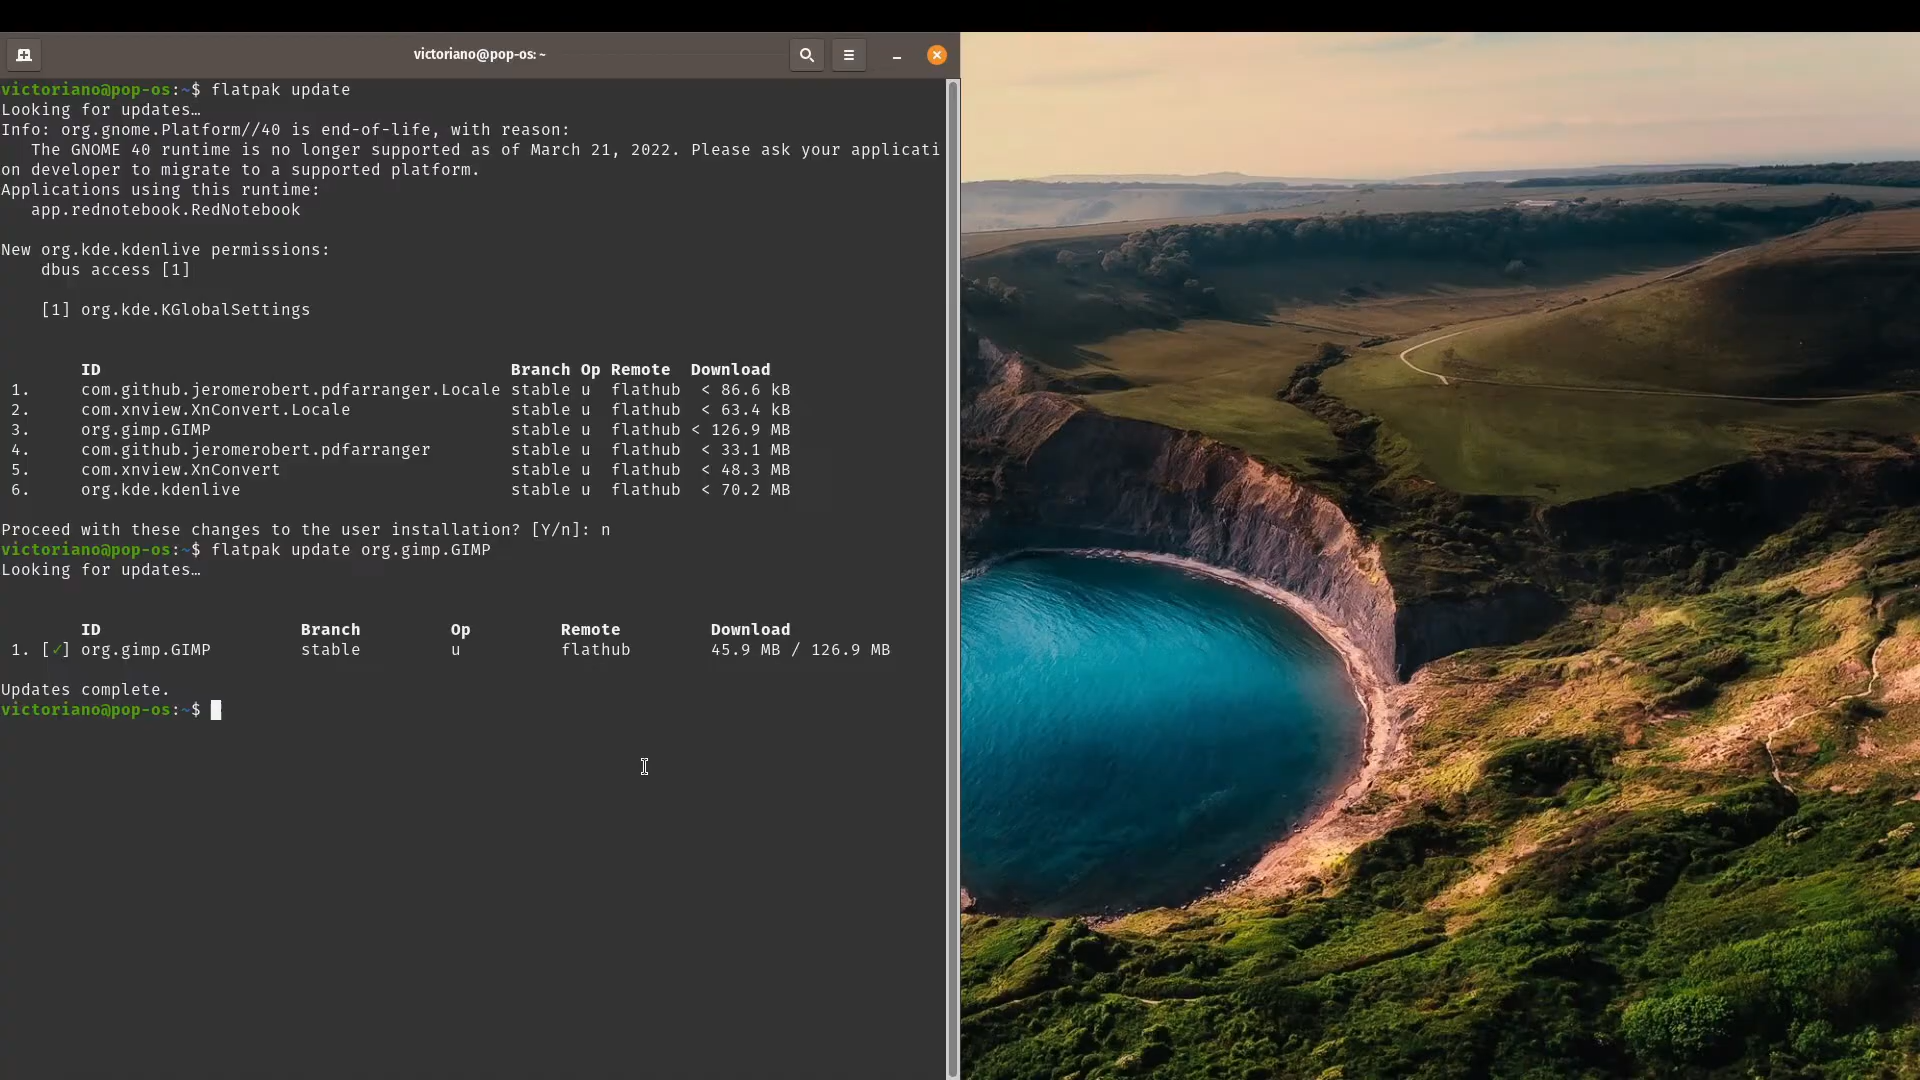 victoriano@pop-os: ~
victoriano@pop-os:~$ flatpak update
Looking for updates…
Info: org.gnome.Platform//40 is end-of-life, with reason:
   The GNOME 40 runtime is no longer supported as of March 21, 2022. Please ask your applicati
on developer to migrate to a supported platform.
Applications using this runtime:
   app.rednotebook.RedNotebook
New org.kde.kdenlive permissions:
    dbus access [1]
    [1] org.kde.KGlobalSettings
        ID                                         Branch Op Remote  Download
 1.     com.github.jeromerobert.pdfarranger.Locale stable u  flathub  < 86.6 kB
 2.     com.xnview.XnConvert.Locale                stable u  flathub  < 63.4 kB
 3.     org.gimp.GIMP                              stable u  flathub < 126.9 MB
 4.     com.github.jeromerobert.pdfarranger        stable u  flathub  < 33.1 MB
 5.     com.xnview.XnConvert                       stable u  flathub  < 48.3 MB
 6.     org.kde.kdenlive                           stable u  flathub  < 70.2 MB
Proceed with these changes to the user installation? [Y/n]: n
victoriano@pop-os:~$ flatpak update org.gimp.GIMP
Looking for updates…
        ID                    Branch         Op         Remote         Download
 1. [✓] org.gimp.GIMP         stable         u          flathub        45.9 MB / 126.9 MB
Updates complete.
victoriano@pop-os:~$